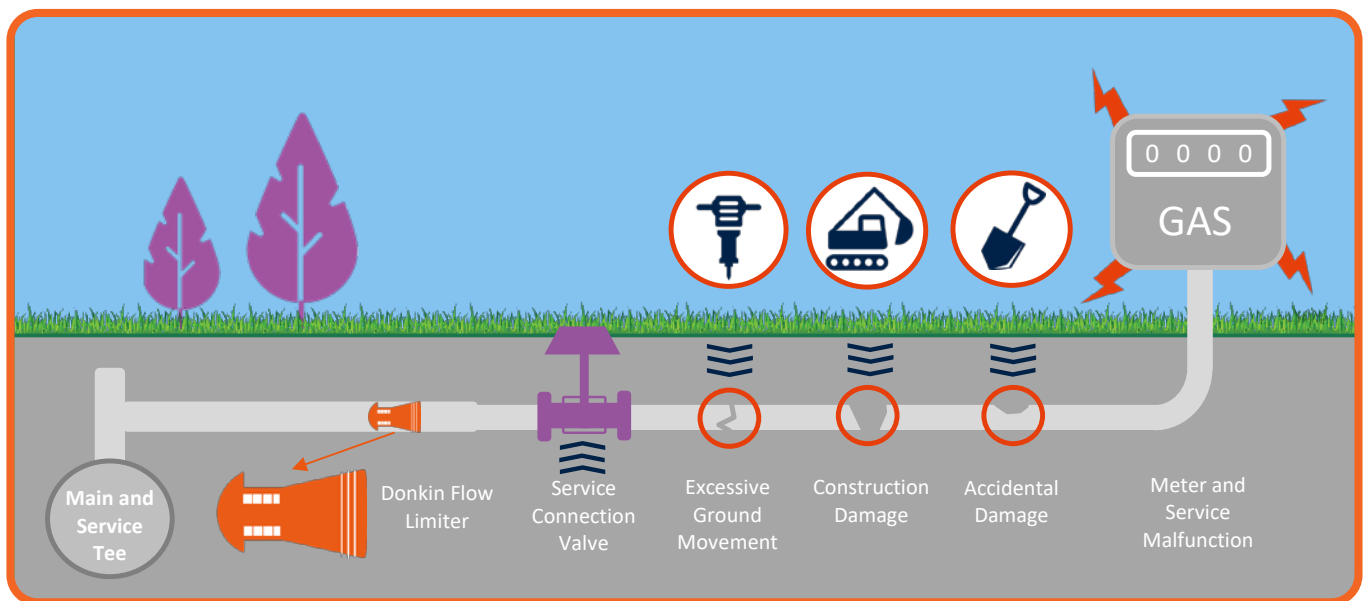 0 0 0 0
GAS
Main and
Service
Tee
Donkin Flow
Limiter
Service
Connection
Valve
Excessive
Ground
Movement
Construction
Damage
Accidental
Damage
Meter and
Service
Malfunction